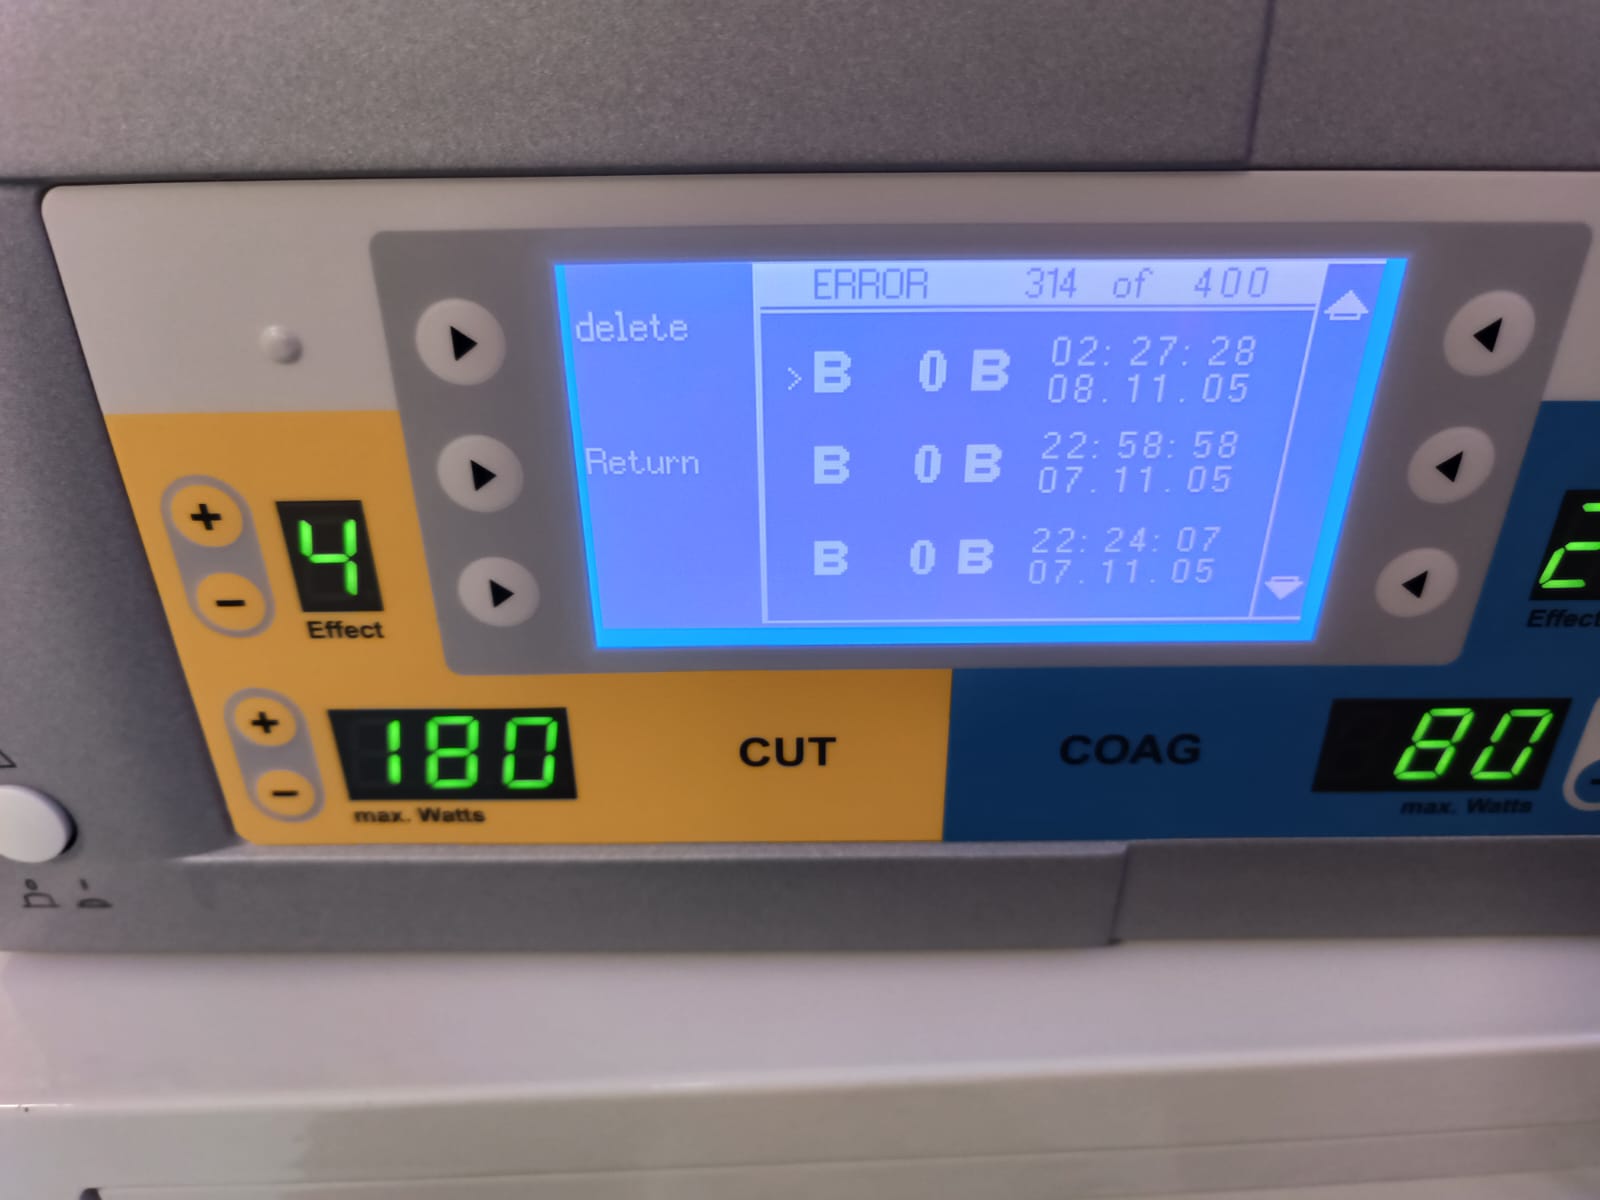 ERROR 314 of 400
delete
>B 0 B 02:27:28
08.11.05
Return
B 0 B 22:58:58
07.11.05
B 0 B 22:24:07
07.11.05
+
4
-
Effect
Effect
+
180
-
max. Watts
CUT
COAG
80
max. Watts